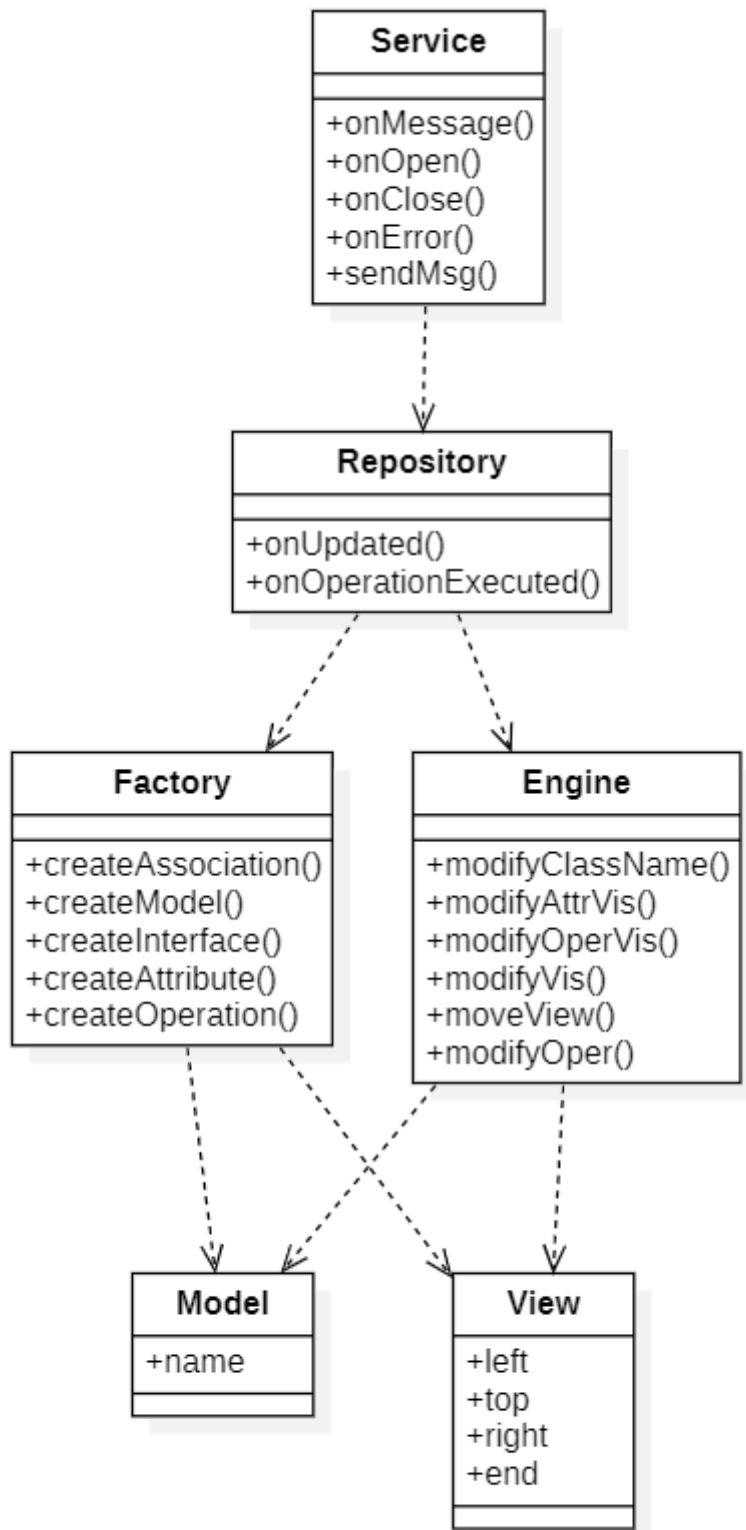 Service
+onMessage()
+onOpen()
+onClose()
+onError()
+sendMsg()
Repository
+onUpdated()
+onOperationExecuted()
Factory
+createAssociation()
+createModel()
+createInterface()
+createAttribute()
+createOperation()
Engine
+modifyClassName()
+modifyAttrVis()
+modifyOperVis()
+modifyVis()
+moveView()
+modifyOper()
Model
+name
View
+left
+top
+right
+end